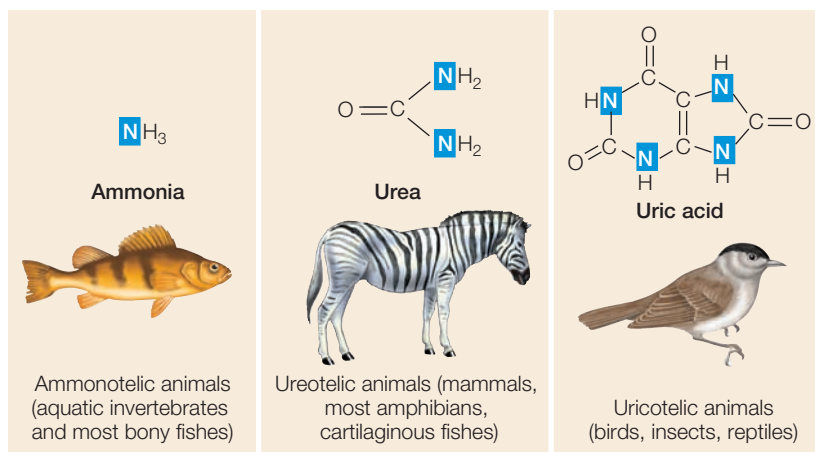 NH₃
Ammonia
Ammonotelic animals
(aquatic invertebrates
and most bony fishes)
NH₂
O C
NH₂
Urea
Ureotelic animals (mammals,
most amphibians,
cartilaginous fishes)
O
H
C N
HN C
C O
C C N
O N H
H
Uric acid
Uricotelic animals
(birds, insects, reptiles)